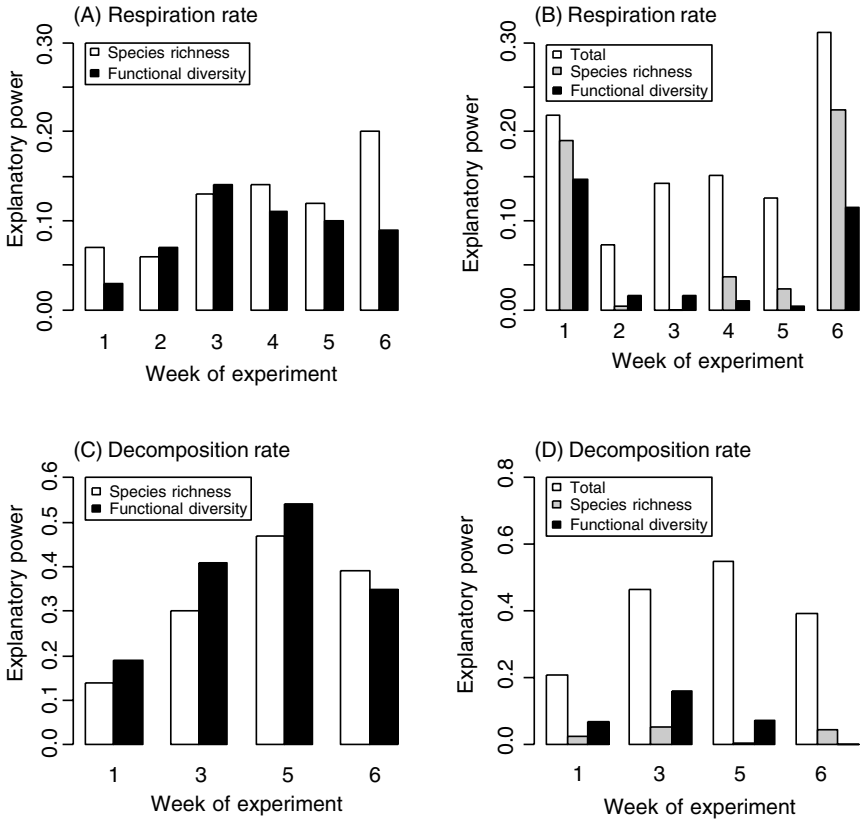 (A) Respiration rate
Explanatory power
0.00 0.10 0.20 0.30
Species richness
Functional diversity
1 2 3 4 5 6
Week of experiment
(B) Respiration rate
Explanatory power
0.00 0.10 0.20 0.30
Total
Species richness
Functional diversity
1 2 3 4 5 6
Week of experiment
(C) Decomposition rate
Explanatory power
0.0 0.1 0.2 0.3 0.4 0.5 0.6
Species richness
Functional diversity
1 3 5 6
Week of experiment
(D) Decomposition rate
Explanatory power
0.0 0.2 0.4 0.6 0.8
Total
Species richness
Functional diversity
1 3 5 6
Week of experiment